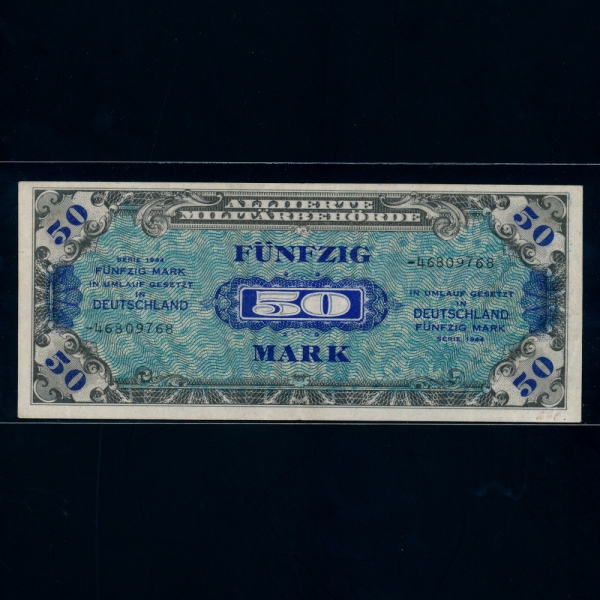 ALLIIERTE
MILITÄRBEHÖRDE
50
50
FÜNFZIG
-46809768
SERIE 1944
FÜNFZIG MARK
IN UMLAUF GESETZT
IN
DEUTSCHLAND
-46809768
50
IN UMLAUF GESETZT
IN
DEUTSCHLAND
FÜNFZIG MARK
SERIE 1944
MARK
50
50